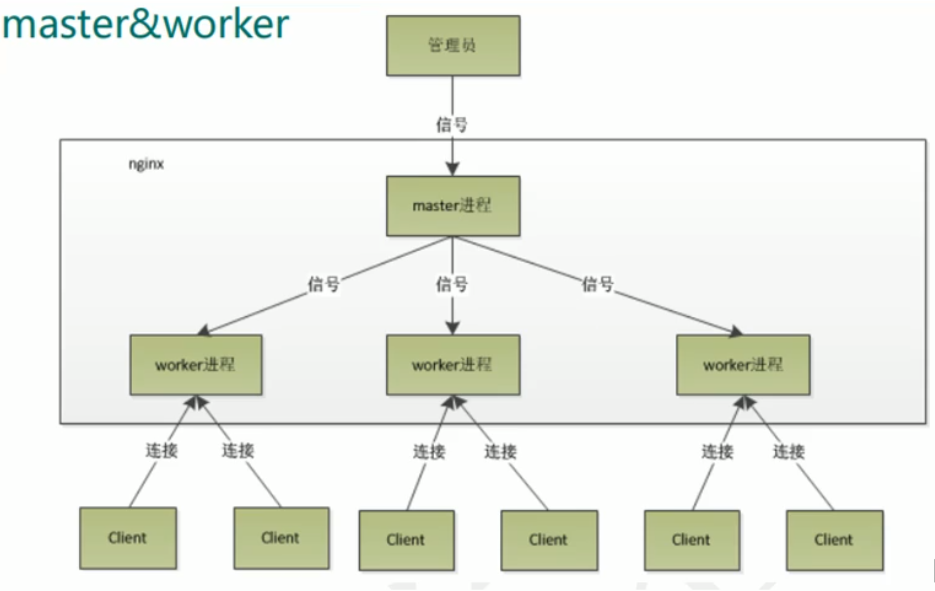 master&worker
管理员
信号
nginx
master进程
信号
信号
信号
worker进程
worker进程
worker进程
连接
连接
连接
连接
连接
连接
Client
Client
Client
Client
Client
Client